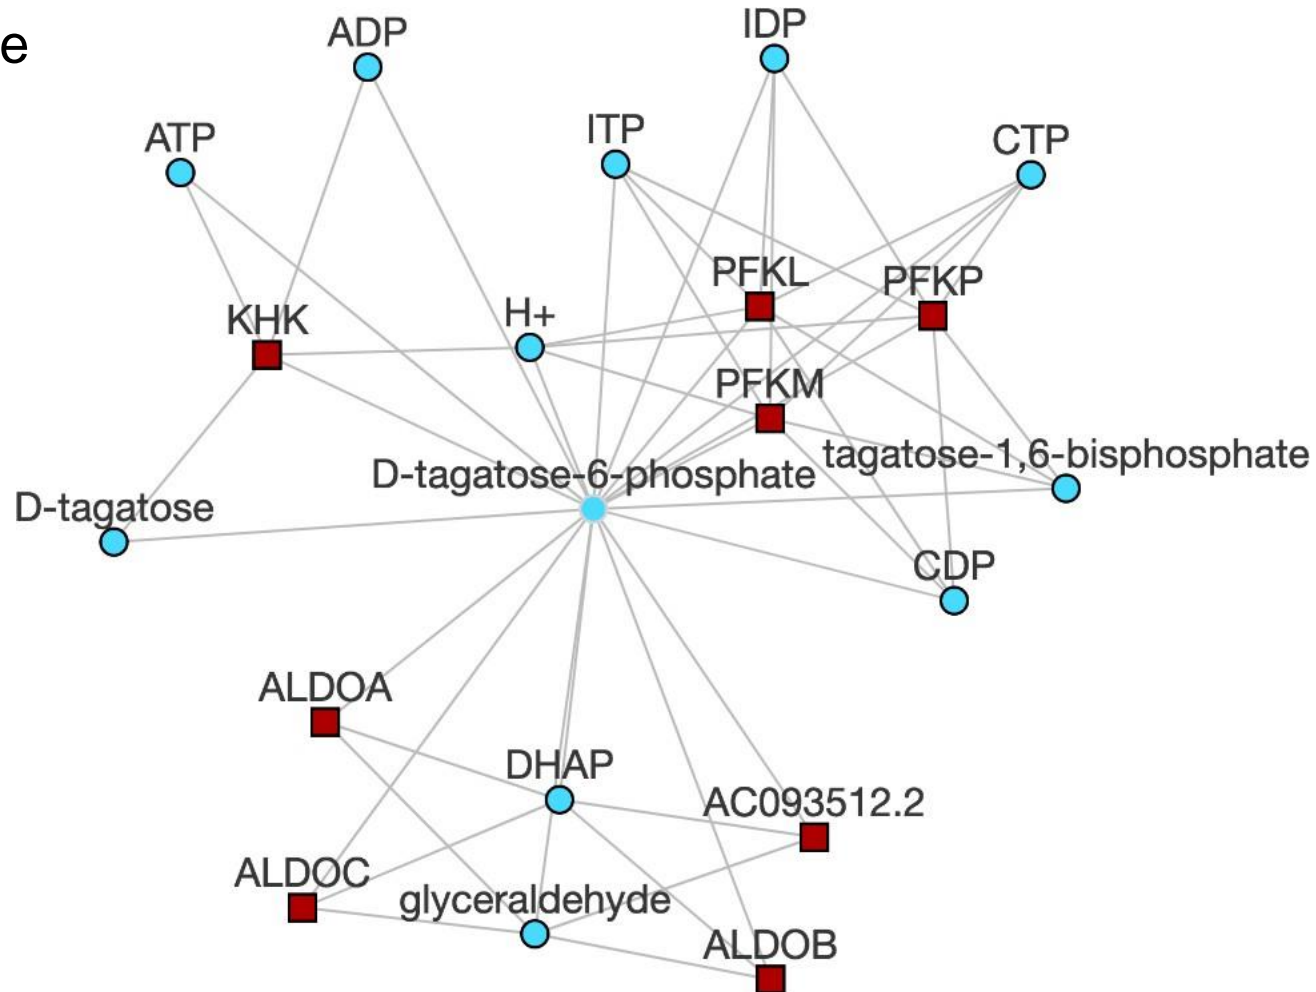 e
ADP
IDP
ATP
ITP
CTP
PFKL
PFKP
KHK
H+
PFKM
tagatose-1,6-bisphosphate
D-tagatose-6-phosphate
D-tagatose
CDP
ALDOA
DHAP
AC093512.2
ALDOC
glyceraldehyde
ALDOB